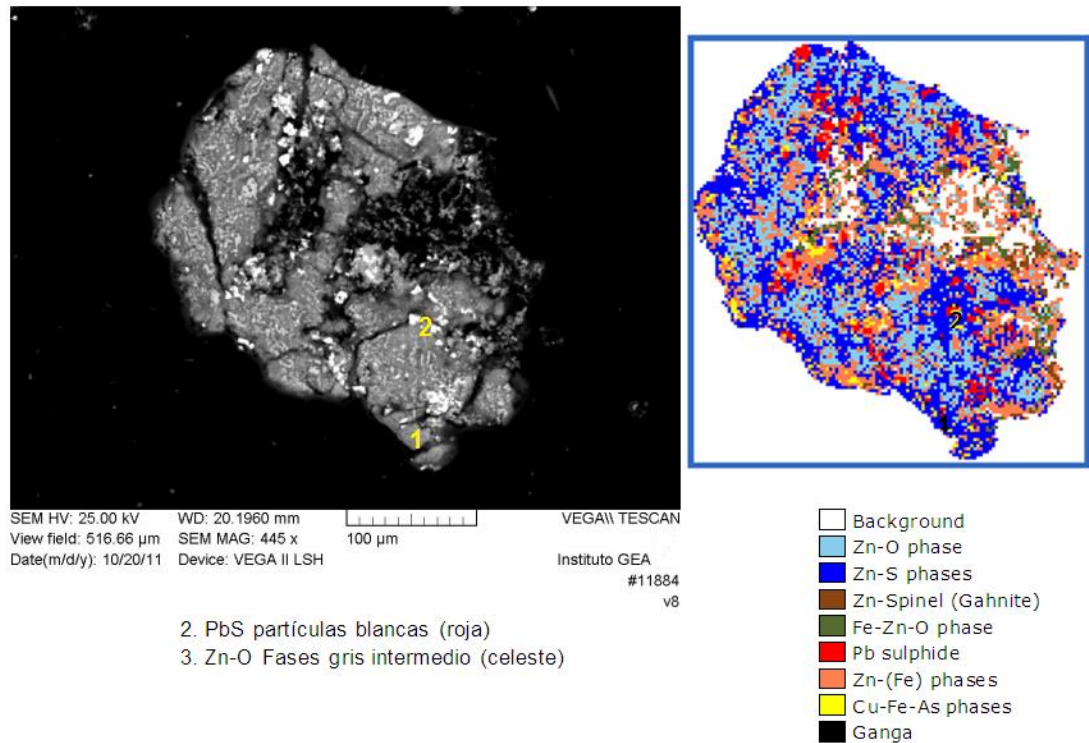 2
1
2
1
SEM HV: 25.00 kV WD: 20.1960 mm VEGA\\ TESCAN
View field: 516.66 µm SEM MAG: 445 x 100 µm
Date(m/d/y): 10/20/11 Device: VEGA II LSH Instituto GEA
#11884
v8
2. PbS partículas blancas (roja)
3. Zn-O Fases gris intermedio (celeste)
Background
Zn-O phase
Zn-S phases
Zn-Spinel (Gahnite)
Fe-Zn-O phase
Pb sulphide
Zn-(Fe) phases
Cu-Fe-As phases
Ganga